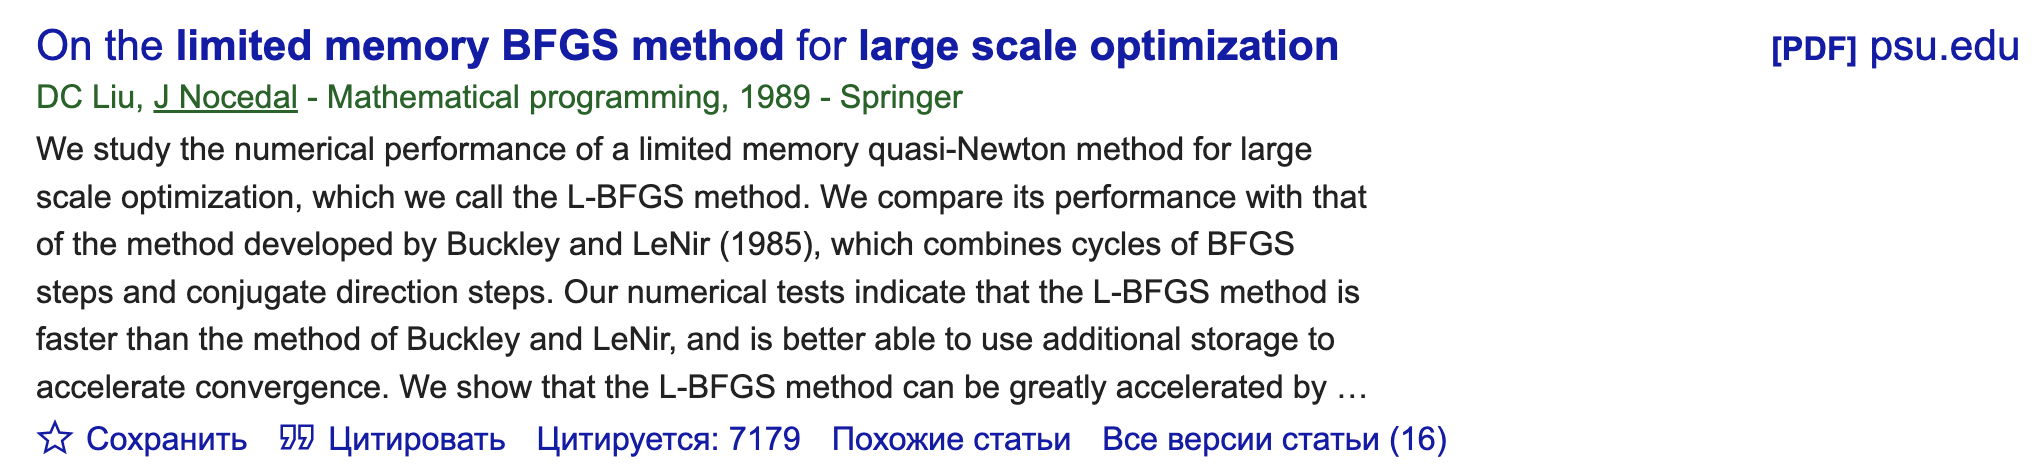 On the limited memory BFGS method for large scale optimization [PDF] psu.edu
DC Liu, J Nocedal - Mathematical programming, 1989 - Springer
We study the numerical performance of a limited memory quasi-Newton method for large
scale optimization, which we call the L-BFGS method. We compare its performance with that
of the method developed by Buckley and LeNir (1985), which combines cycles of BFGS
steps and conjugate direction steps. Our numerical tests indicate that the L-BFGS method is
faster than the method of Buckley and LeNir, and is better able to use additional storage to
accelerate convergence. We show that the L-BFGS method can be greatly accelerated by …
Сохранить Цитировать Цитируется: 7179 Похожие статьи Все версии статьи (16)